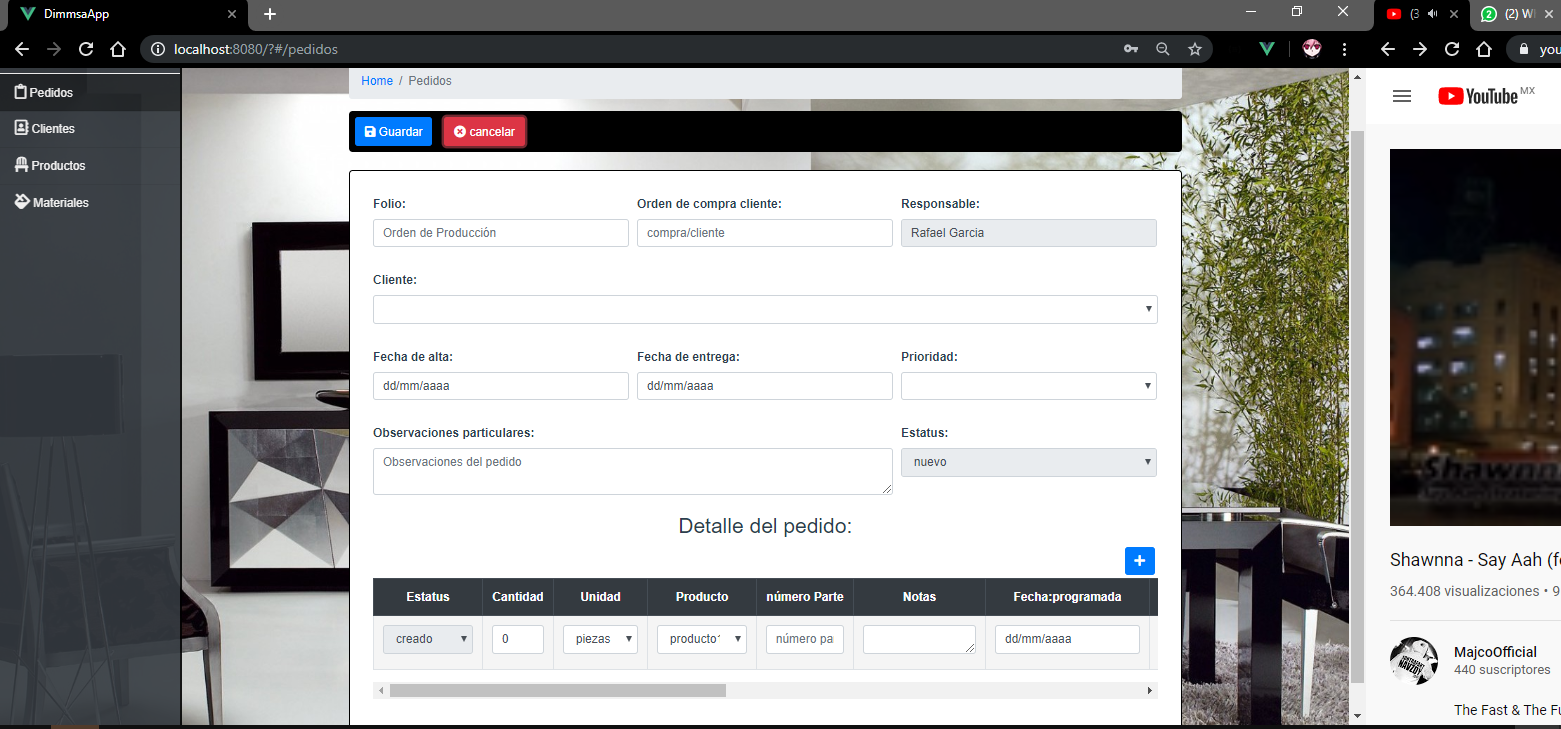 DimmsaApp
(3
(2) W
localhost:8080/?#/pedidos
you
Pedidos
Clientes
Productos
Materiales
Home / Pedidos
Guardar cancelar
Folio: Orden de compra cliente: Responsable:
Orden de Producción compra/cliente Rafael Garcia
Cliente:
Fecha de alta: Fecha de entrega: Prioridad:
dd/mm/aaaa dd/mm/aaaa
Observaciones particulares: Estatus:
Observaciones del pedido nuevo
Detalle del pedido:
+
Estatus Cantidad Unidad Producto número Parte Notas Fecha:programada
creado 0 piezas producto1 número pa dd/mm/aaaa
YouTube MX
Shawnn
Shawnna - Say Aah (f
364.408 visualizaciones • 9
MajcoOfficial
440 suscriptores
The Fast & The Fu